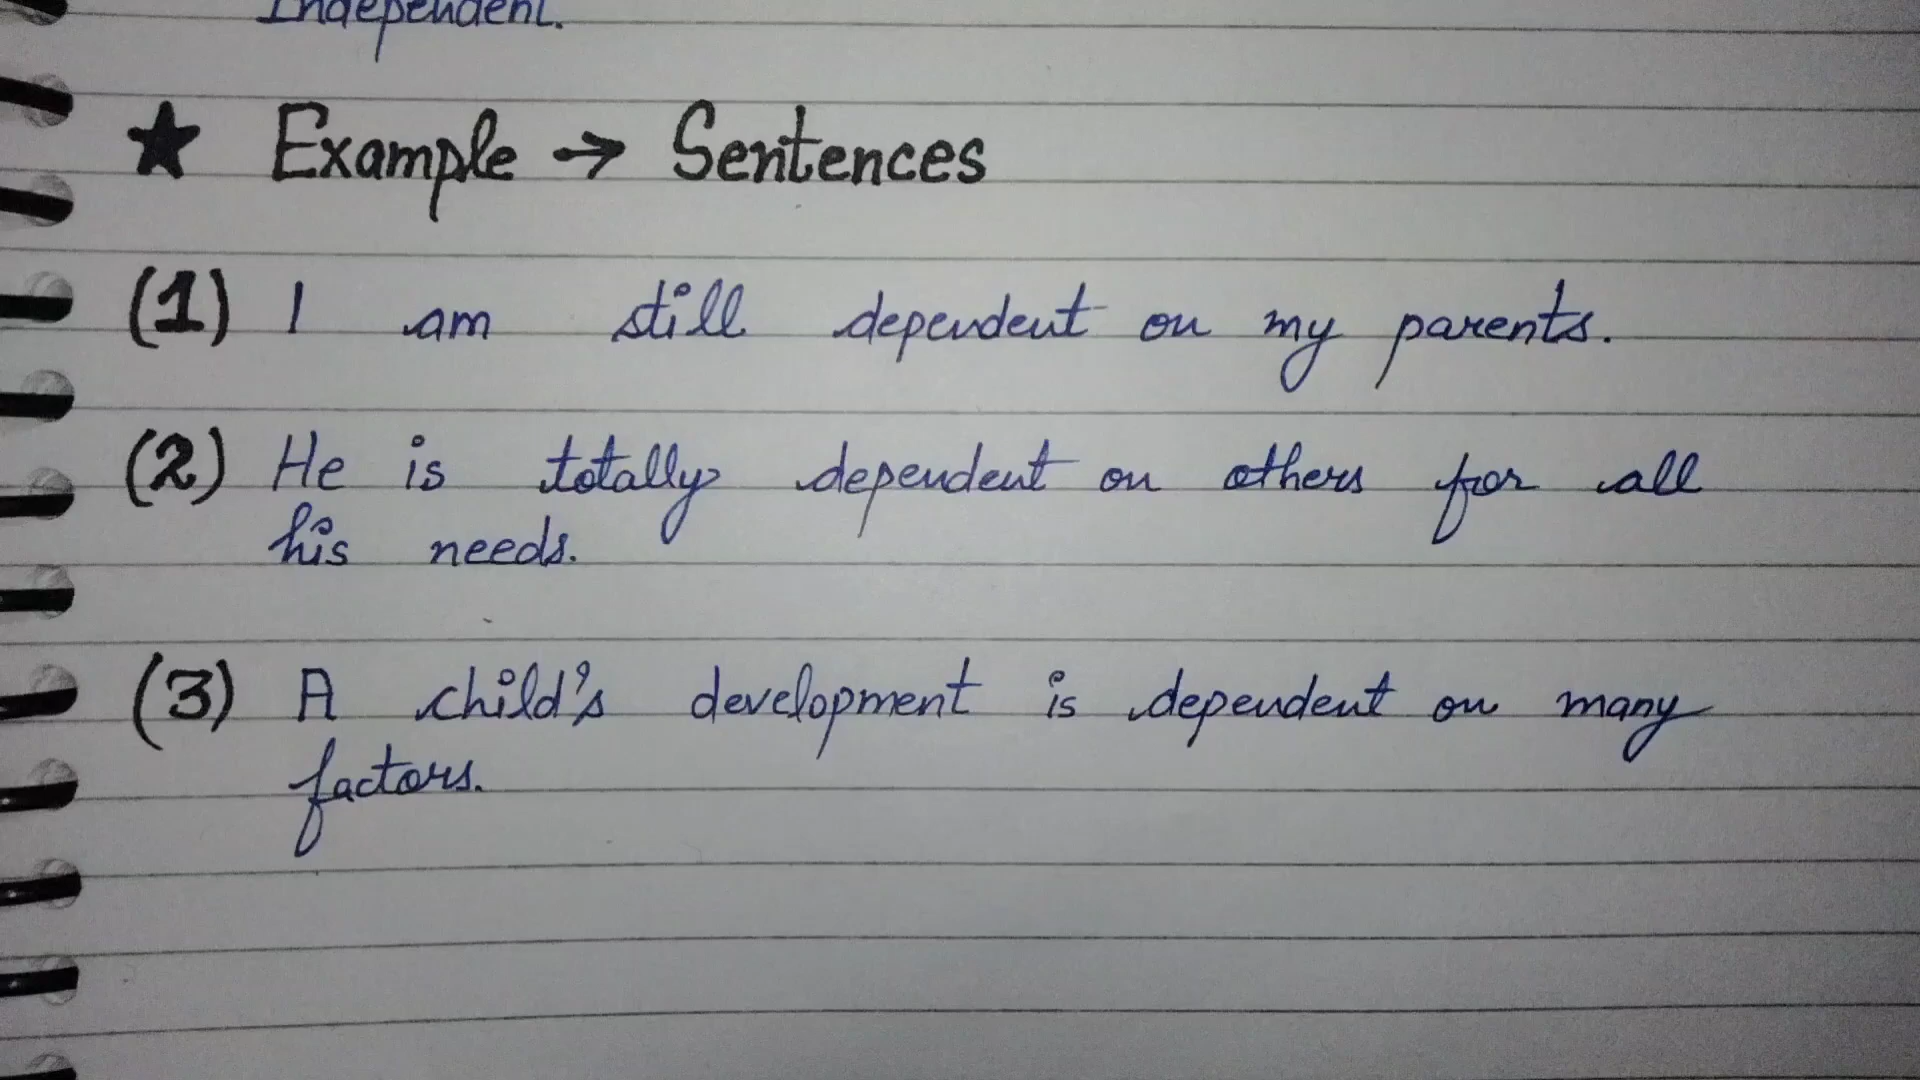 Independent.
★ Example → Sentences
(1) I am still dependent on my parents.
(2) He is totally dependent on others for all
his needs.
(3) A child's development is dependent on many
factors.